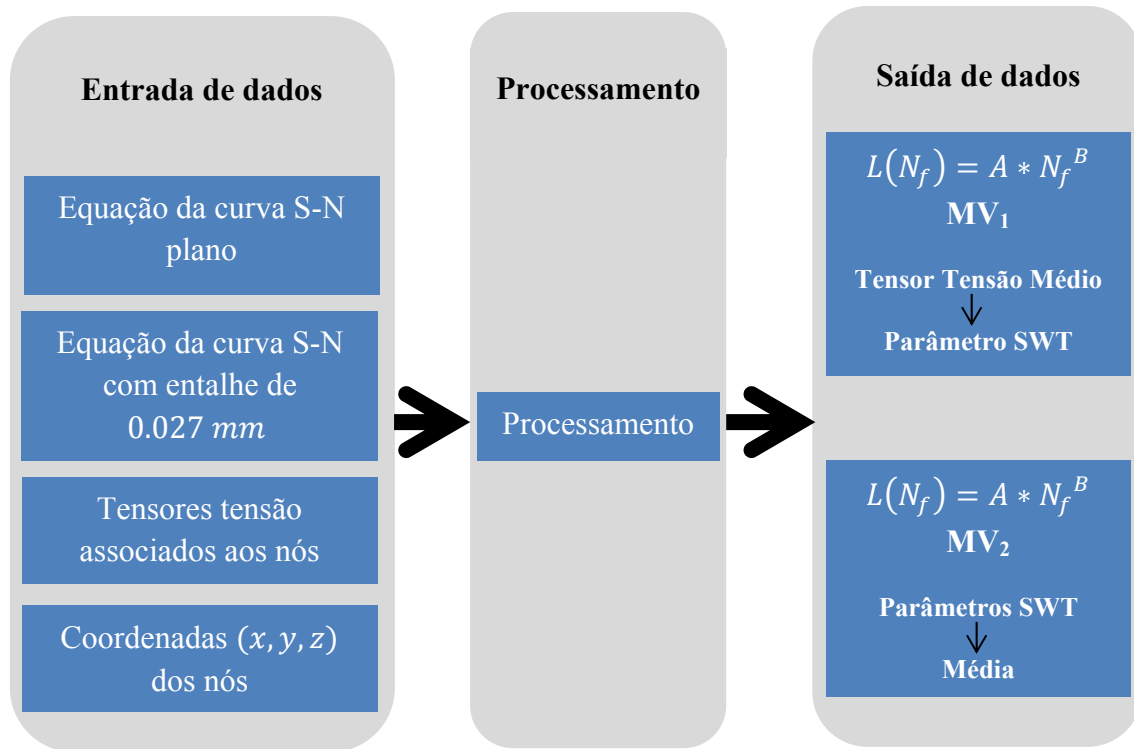 Entrada de dados
Equação da curva S-N
plano
Equação da curva S-N
com entalhe de
0.027 mm
Tensores tensão
associados aos nós
Coordenadas (x, y, z)
dos nós
Processamento
Processamento
Saída de dados
L(N_f) = A ∗ N_f^B
MV₁
Tensor Tensão Médio
Parâmetro SWT
L(N_f) = A ∗ N_f^B
MV₂
Parâmetros SWT
Média